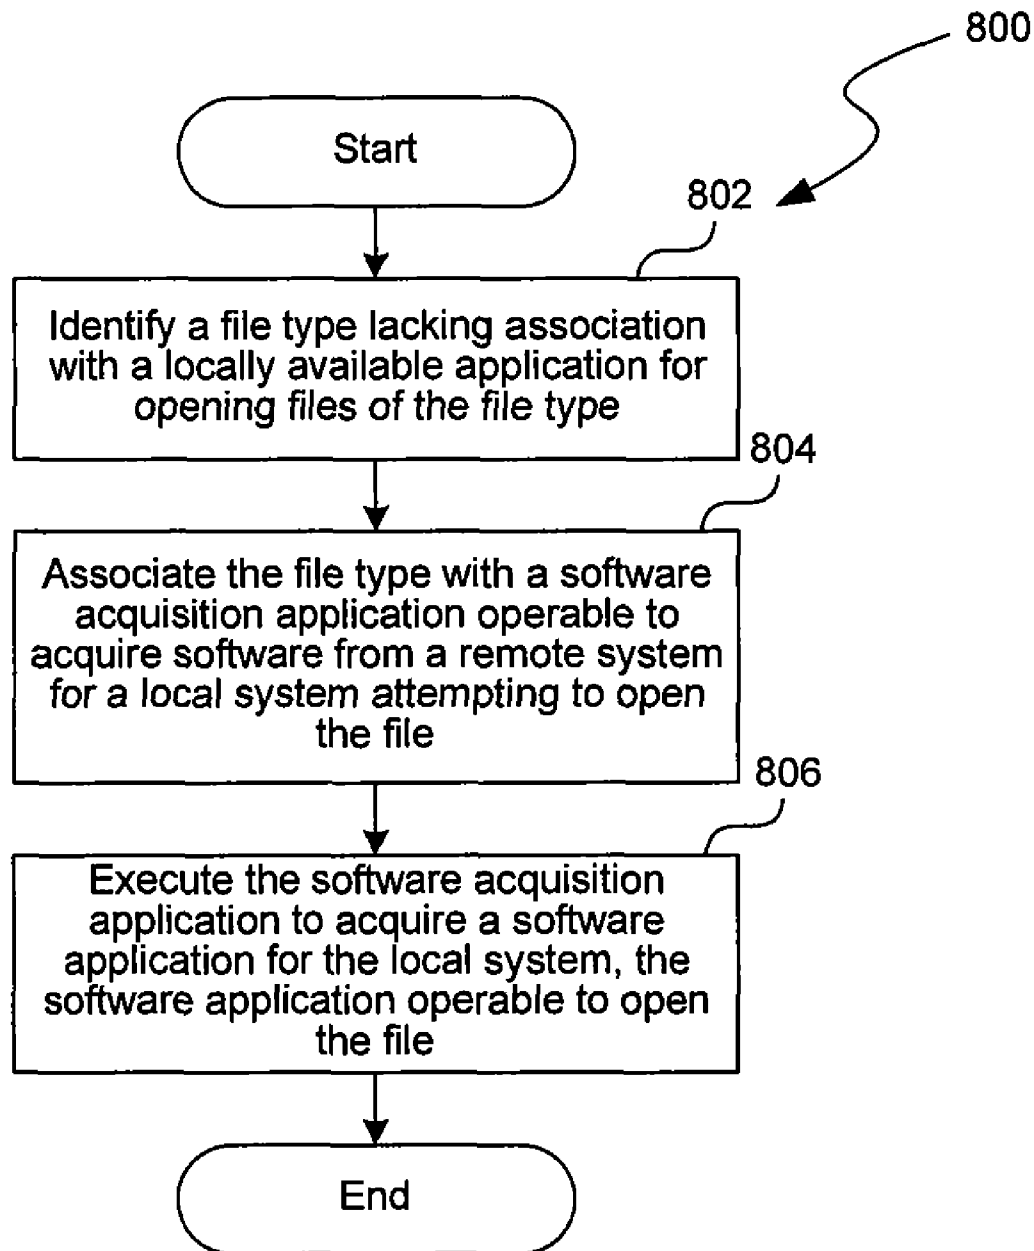 800
Start
802
Identify a file type lacking association
with a locally available application for
opening files of the file type
804
Associate the file type with a software
acquisition application operable to
acquire software from a remote system
for a local system attempting to open
the file
806
Execute the software acquisition
application to acquire a software
application for the local system, the
software application operable to open
the file
End